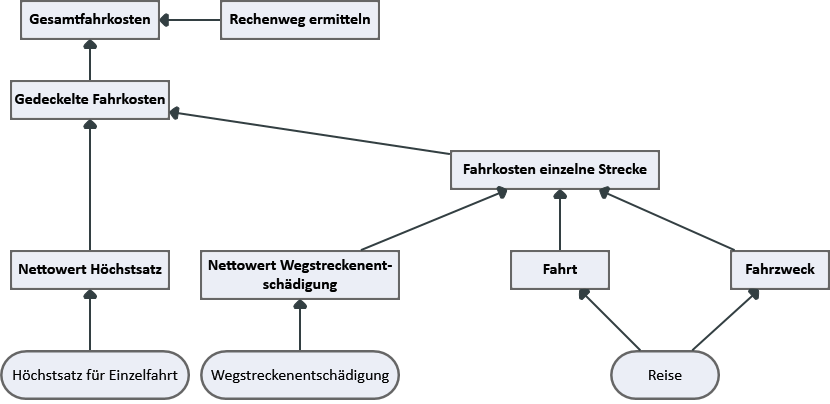 Gesamtfahrkosten
Rechenweg ermitteln
Gedeckelte Fahrkosten
Fahrkosten einzelne Strecke
Nettowert Höchstsatz
Nettowert Wegstreckenent-
schädigung
Fahrt
Fahrzweck
Höchstsatz für Einzelfahrt
Wegstreckenentschädigung
Reise